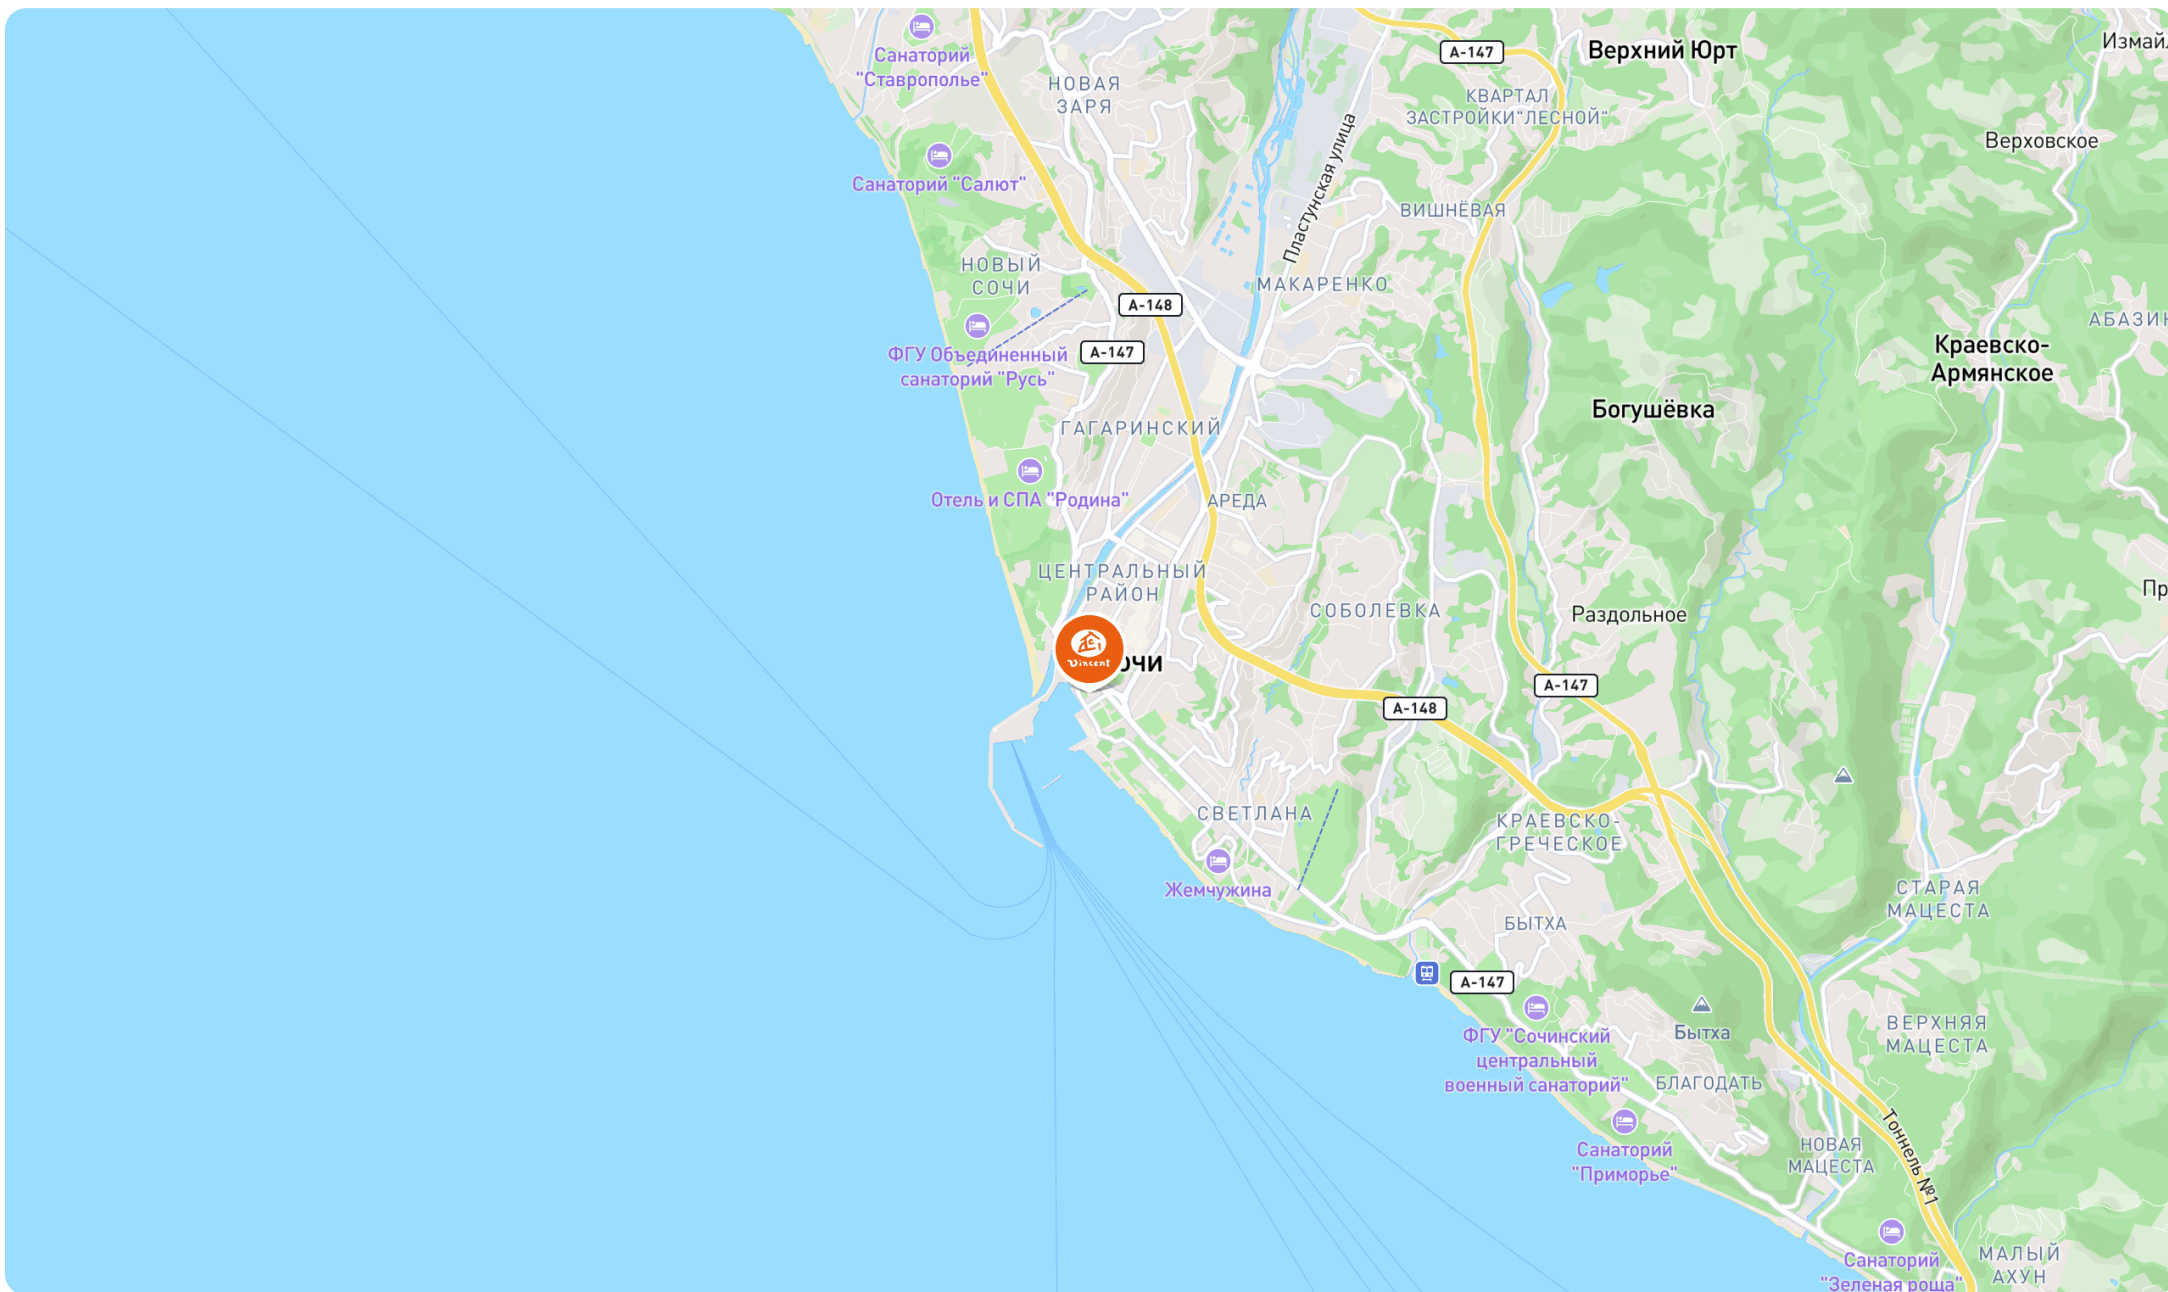 Санаторий
"Ставрополье"
НОВАЯ
ЗАРЯ
А-147
Верхний Юрт
КВАРТАЛ
ЗАСТРОЙКИ"ЛЕСНОЙ"
Верховское
Санаторий "Салют"
Пластунская улица
ВИШНЁВАЯ
НОВЫЙ
СОЧИ
МАКАРЕНКО
А-148
ФГУ Объединенный
санаторий "Русь"
А-147
Краевско-
Армянское
Богушёвка
ГАГАРИНСКИЙ
Отель и СПА "Родина"
АРЕДА
ЦЕНТРАЛЬНЫЙ
РАЙОН
СОБОЛЕВКА
Раздольное
Пр
Vincent
очи
А-147
А-148
СВЕТЛАНА
КРАЕВСКО-
ГРЕЧЕСКОЕ
Жемчужина
СТАРАЯ
МАЦЕСТА
БЫТХА
А-147
ФГУ "Сочинский
центральный
военный санаторий"
Бытха
ВЕРХНЯЯ
МАЦЕСТА
БЛАГОДАТЬ
Санаторий
"Приморье"
НОВАЯ
МАЦЕСТА
Тоннель №1
Санаторий
"Зеленая роща"
МАЛЫЙ
АХУН